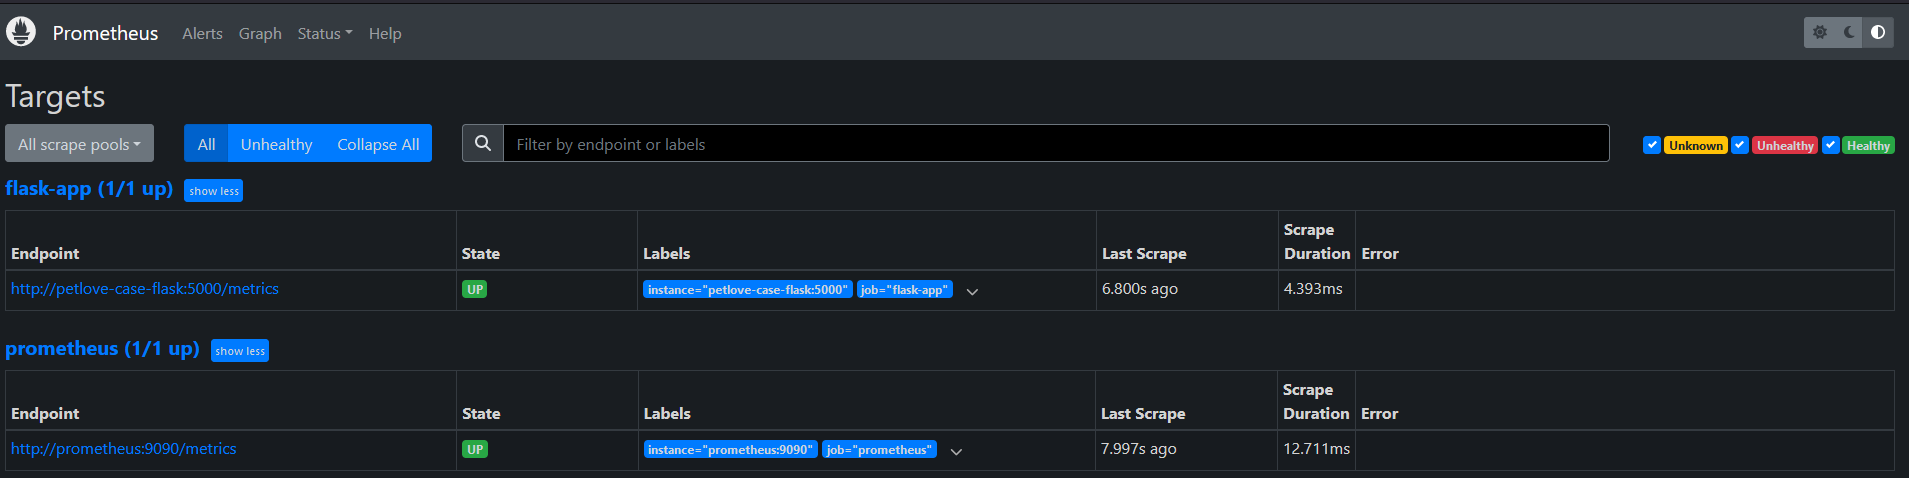 Prometheus Alerts Graph Status Help
Targets
All scrape pools All Unhealthy Collapse All Filter by endpoint or labels Unknown Unhealthy Healthy
flask-app (1/1 up) show less
Endpoint State Labels Last Scrape Scrape Duration Error
http://petlove-case-flask:5000/metrics UP instance="petlove-case-flask:5000" job="flask-app" 6.800s ago 4.393ms
prometheus (1/1 up) show less
Endpoint State Labels Last Scrape Scrape Duration Error
http://prometheus:9090/metrics UP instance="prometheus:9090" job="prometheus" 7.997s ago 12.711ms